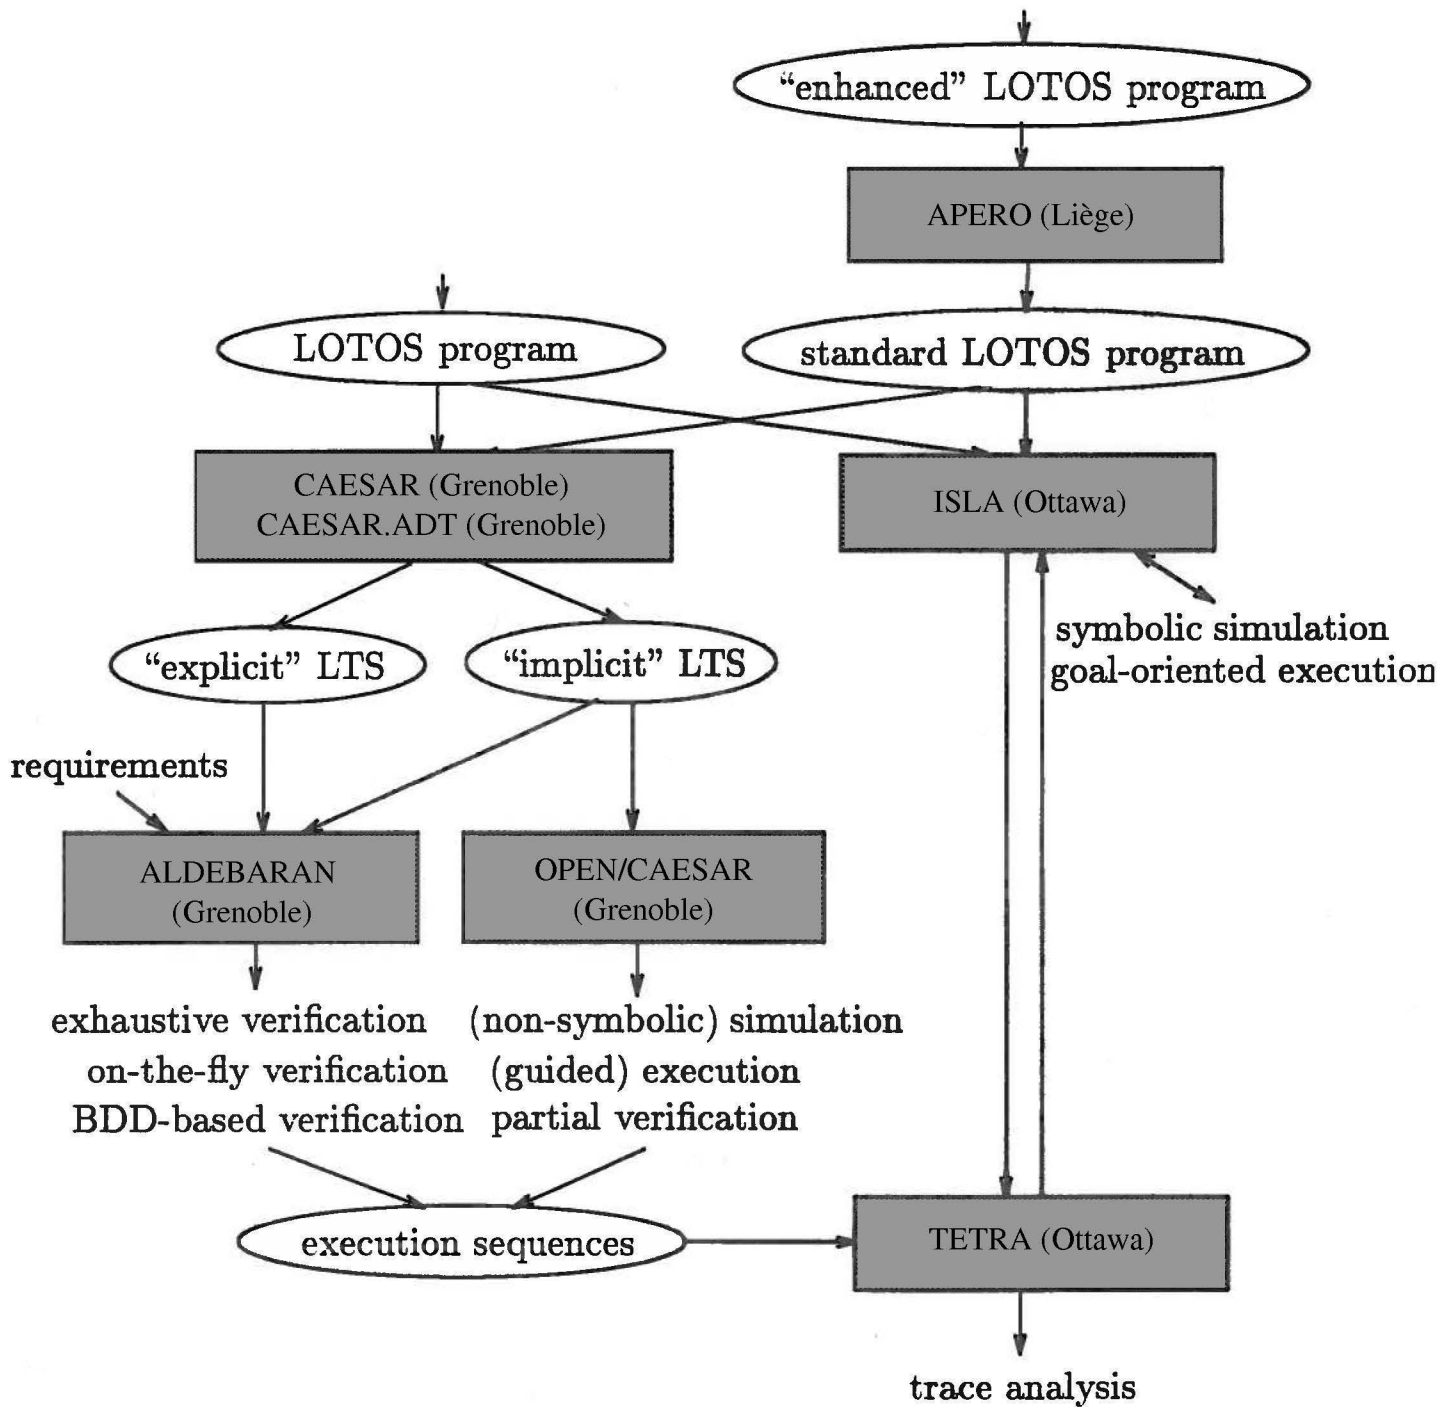 “enhanced” LOTOS program
APERO (Liège)
LOTOS program
standard LOTOS program
CAESAR (Grenoble)
CAESAR.ADT (Grenoble)
ISLA (Ottawa)
symbolic simulation
goal-oriented execution
“explicit” LTS
“implicit” LTS
requirements
ALDEBARAN
(Grenoble)
OPEN/CAESAR
(Grenoble)
exhaustive verification
on-the-fly verification
BDD-based verification
(non-symbolic) simulation
(guided) execution
partial verification
execution sequences
TETRA (Ottawa)
trace analysis